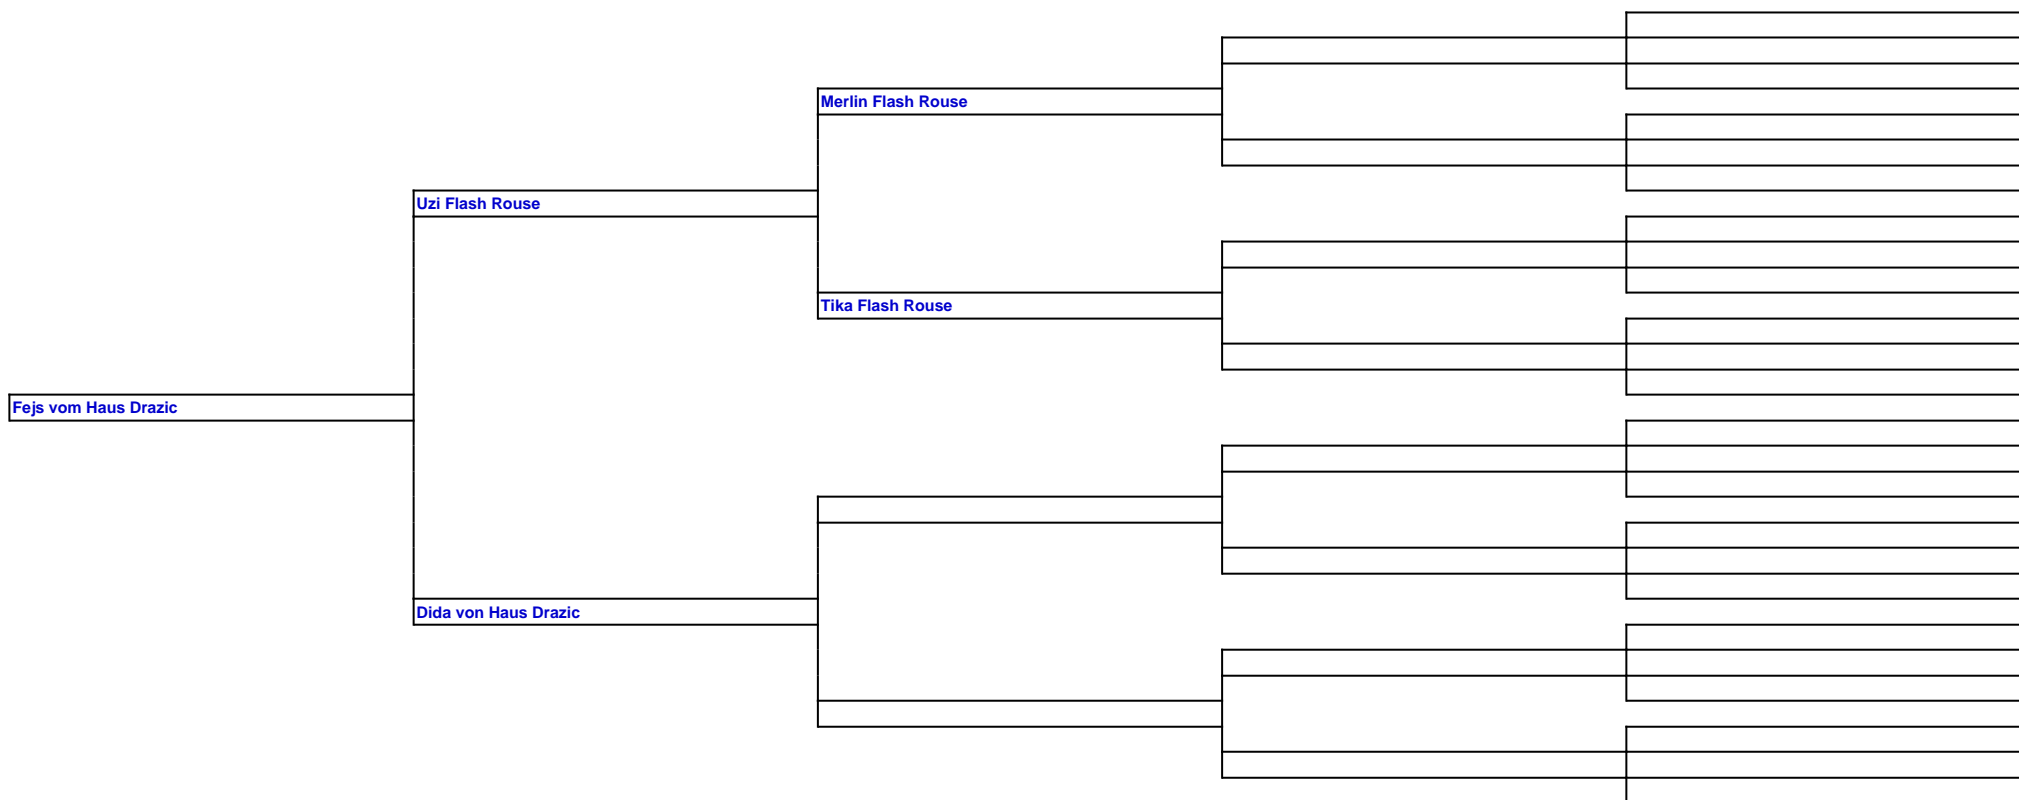 Merlin Flash Rouse
Uzi Flash Rouse
Tika Flash Rouse
Fejs vom Haus Drazic
Dida von Haus Drazic